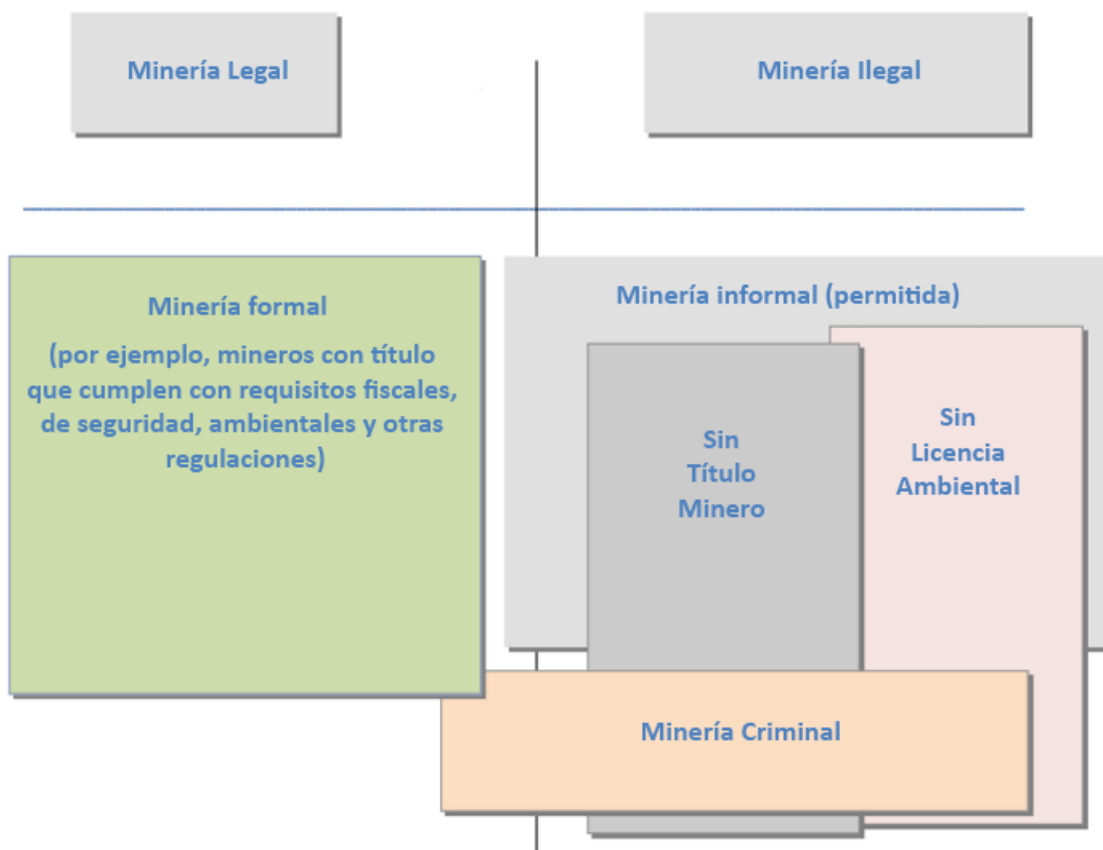 Minería Legal
Minería Ilegal
Minería formal
(por ejemplo, mineros con título
que cumplen con requisitos fiscales,
de seguridad, ambientales y otras
regulaciones)
Minería informal (permitida)
Sin
Título
Minero
Sin
Licencia
Ambiental
Minería Criminal